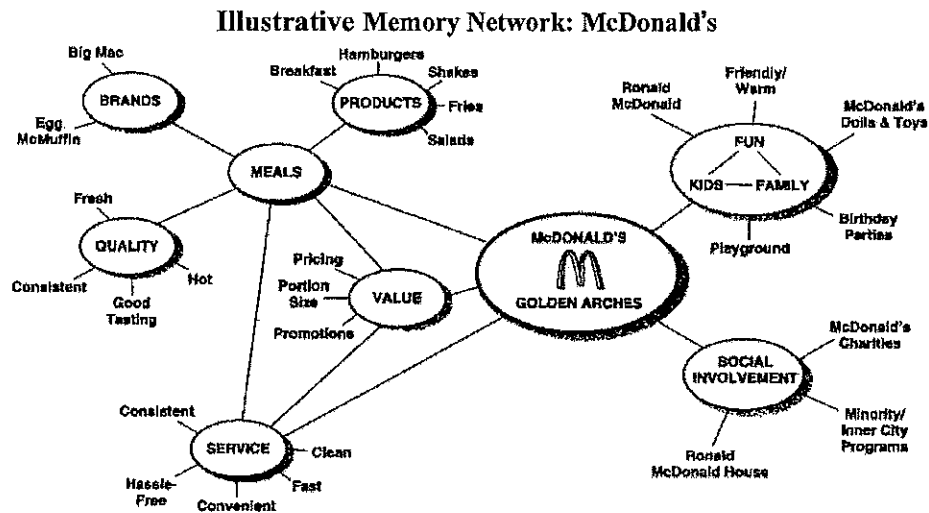 Illustrative Memory Network: McDonald's
Big Mac
BRANDS
Egg
McMuffin
Hamburgers
Breakfast
Shakes
PRODUCTS
Fries
Salads
MEALS
Fresh
QUALITY
Consistent
Hot
Good
Tasting
Pricing
Portion
Size
VALUE
Promotions
Consistent
SERVICE
Clean
Hassle-
Free
Fast
Convenient
McDONALD'S
GOLDEN ARCHES
Ronald
McDonald
Friendly/
Warm
McDonald's
Dolls & Toys
FUN
KIDS
FAMILY
Playground
Birthday
Parties
SOCIAL
INVOLVEMENT
McDonald's
Charities
Minority/
Inner City
Programs
Ronald
McDonald House